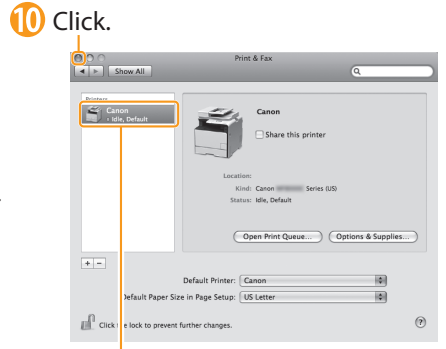 10 Click.
Print & Fax
Show All
Printers
Canon
• Idle, Default
Canon
Share this printer
Location:
Kind: Canon Series (US)
Status: Idle, Default
Open Print Queue... Options & Supplies...
+ −
Default Printer: Canon
Default Paper Size in Page Setup: US Letter
Click the lock to prevent further changes.
?